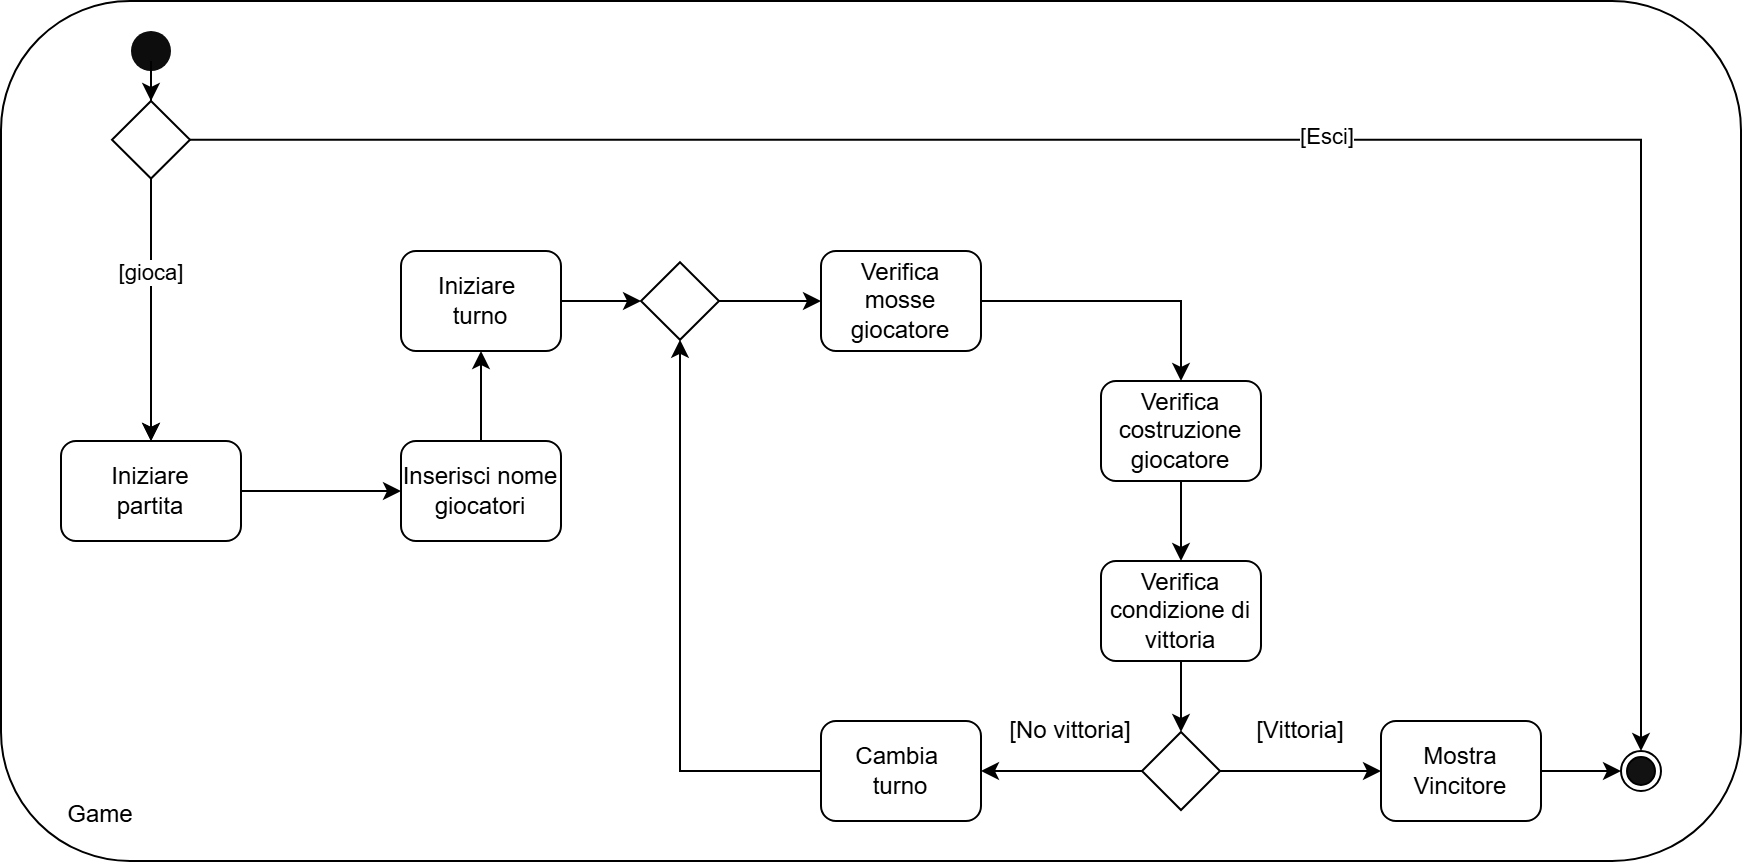 [Esci]
[gioca]
Iniziare
turno
Verifica
mosse
giocatore
Verifica
costruzione
giocatore
Iniziare
partita
Inserisci nome
giocatori
Verifica
condizione di
vittoria
[No vittoria]
[Vittoria]
Cambia
turno
Mostra
Vincitore
Game